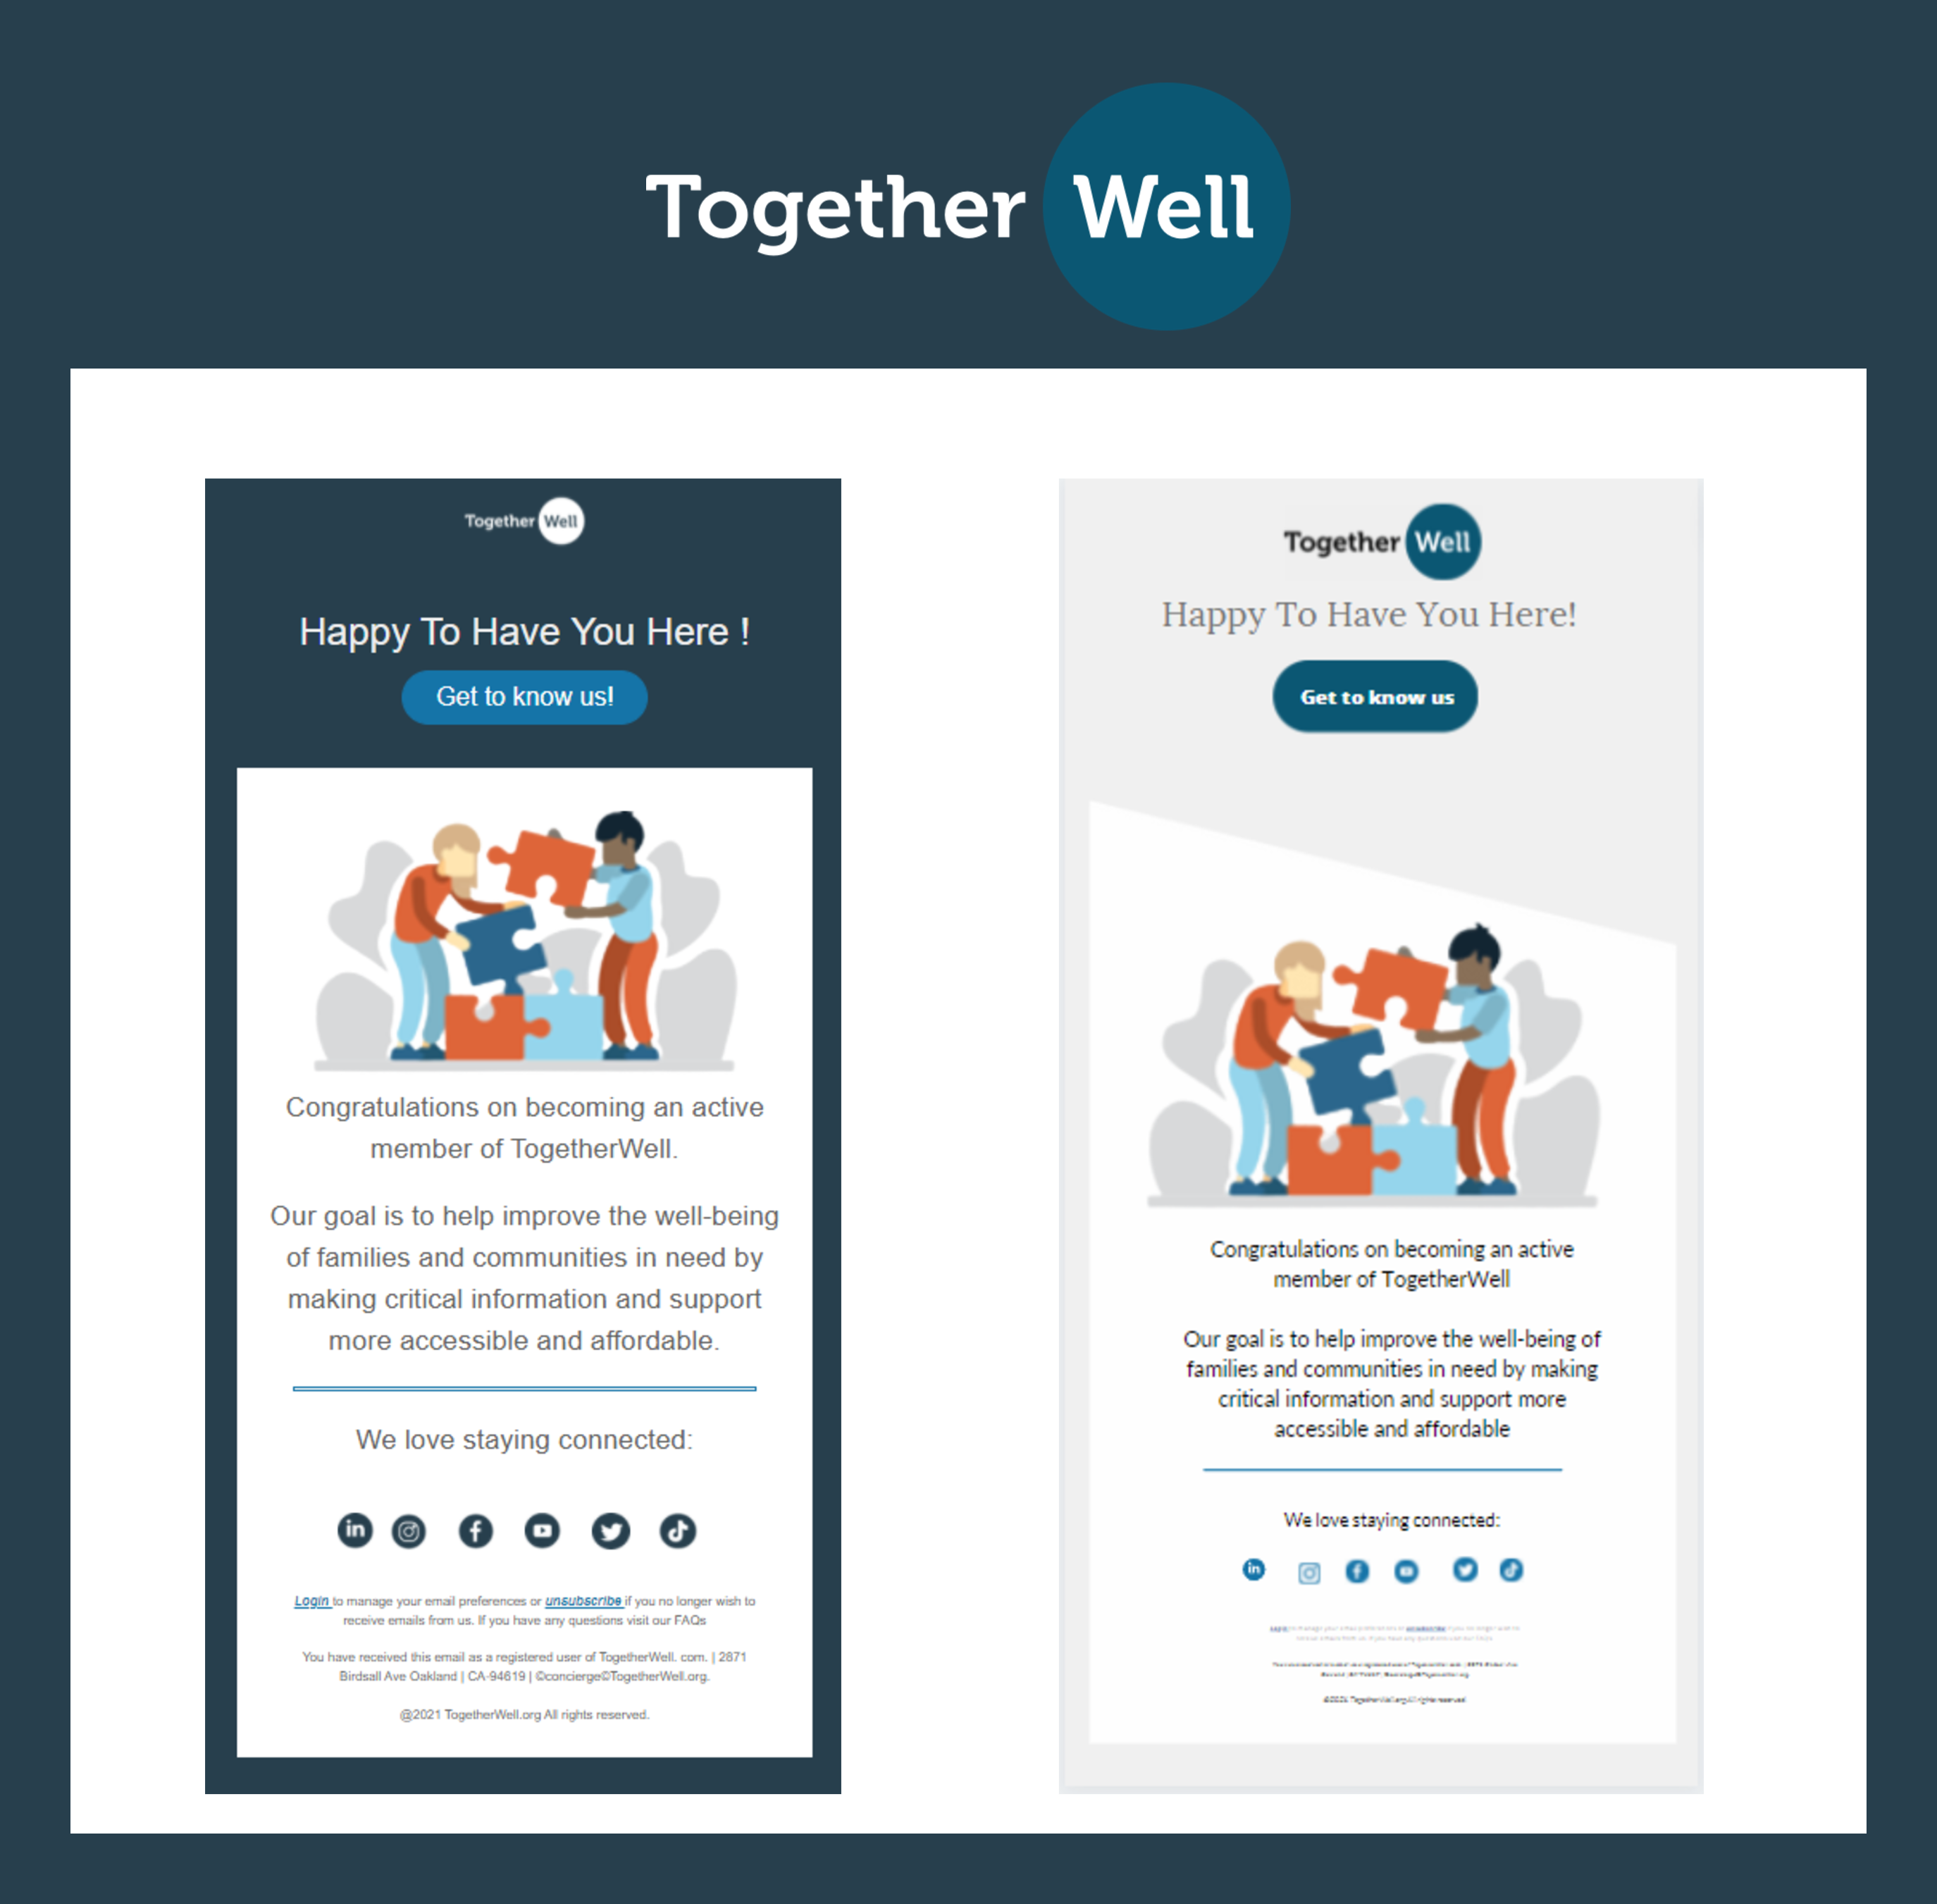 Together Well
Together Well
Happy To Have You Here !
Get to know us!
Congratulations on becoming an active
member of TogetherWell.
Our goal is to help improve the well-being
of families and communities in need by
making critical information and support
more accessible and affordable.
We love staying connected:
Login to manage your email preferences or unsubscribe if you no longer wish to
receive emails from us. If you have any questions visit our FAQs
You have received this email as a registered user of TogetherWell. com. | 2871
Birdsall Ave Oakland | CA-94619 | ©concierge©TogetherWell.org.
@2021 TogetherWell.org All rights reserved.
Together Well
Happy To Have You Here!
Get to know us
Congratulations on becoming an active
member of TogetherWell
Our goal is to help improve the well-being of
families and communities in need by making
critical information and support more
accessible and affordable
We love staying connected: